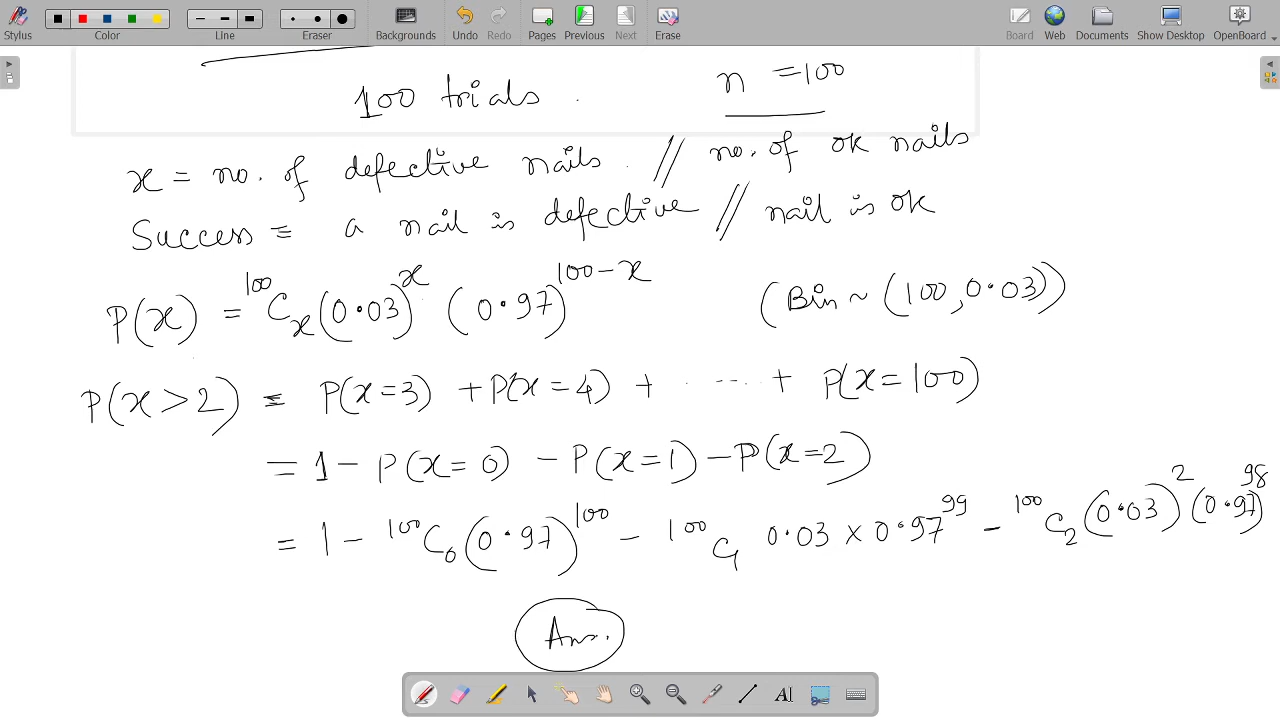 Stylus Color Line Eraser Backgrounds Undo Redo Pages Previous Next Erase Board Web Documents Show Desktop OpenBoard
100 trials. n = 100
x = no. of defective nails. // no. of ok nails
Success = a nail is defective // nail is ok
P(x) = ¹⁰⁰Cₓ (0.03)ˣ (0.97)¹⁰⁰⁻ˣ (Bin ~ (100, 0.03))
P(x > 2) = P(x = 3) + P(x = 4) + ..... + P(x = 100)
= 1 − P(x = 0) − P(x = 1) − P(x = 2)
= 1 − ¹⁰⁰C₀ (0.97)¹⁰⁰ − ¹⁰⁰C₁ 0.03 × 0.97⁹⁹ − ¹⁰⁰C₂ (0.03)² (0.97)⁹⁸
Ans.